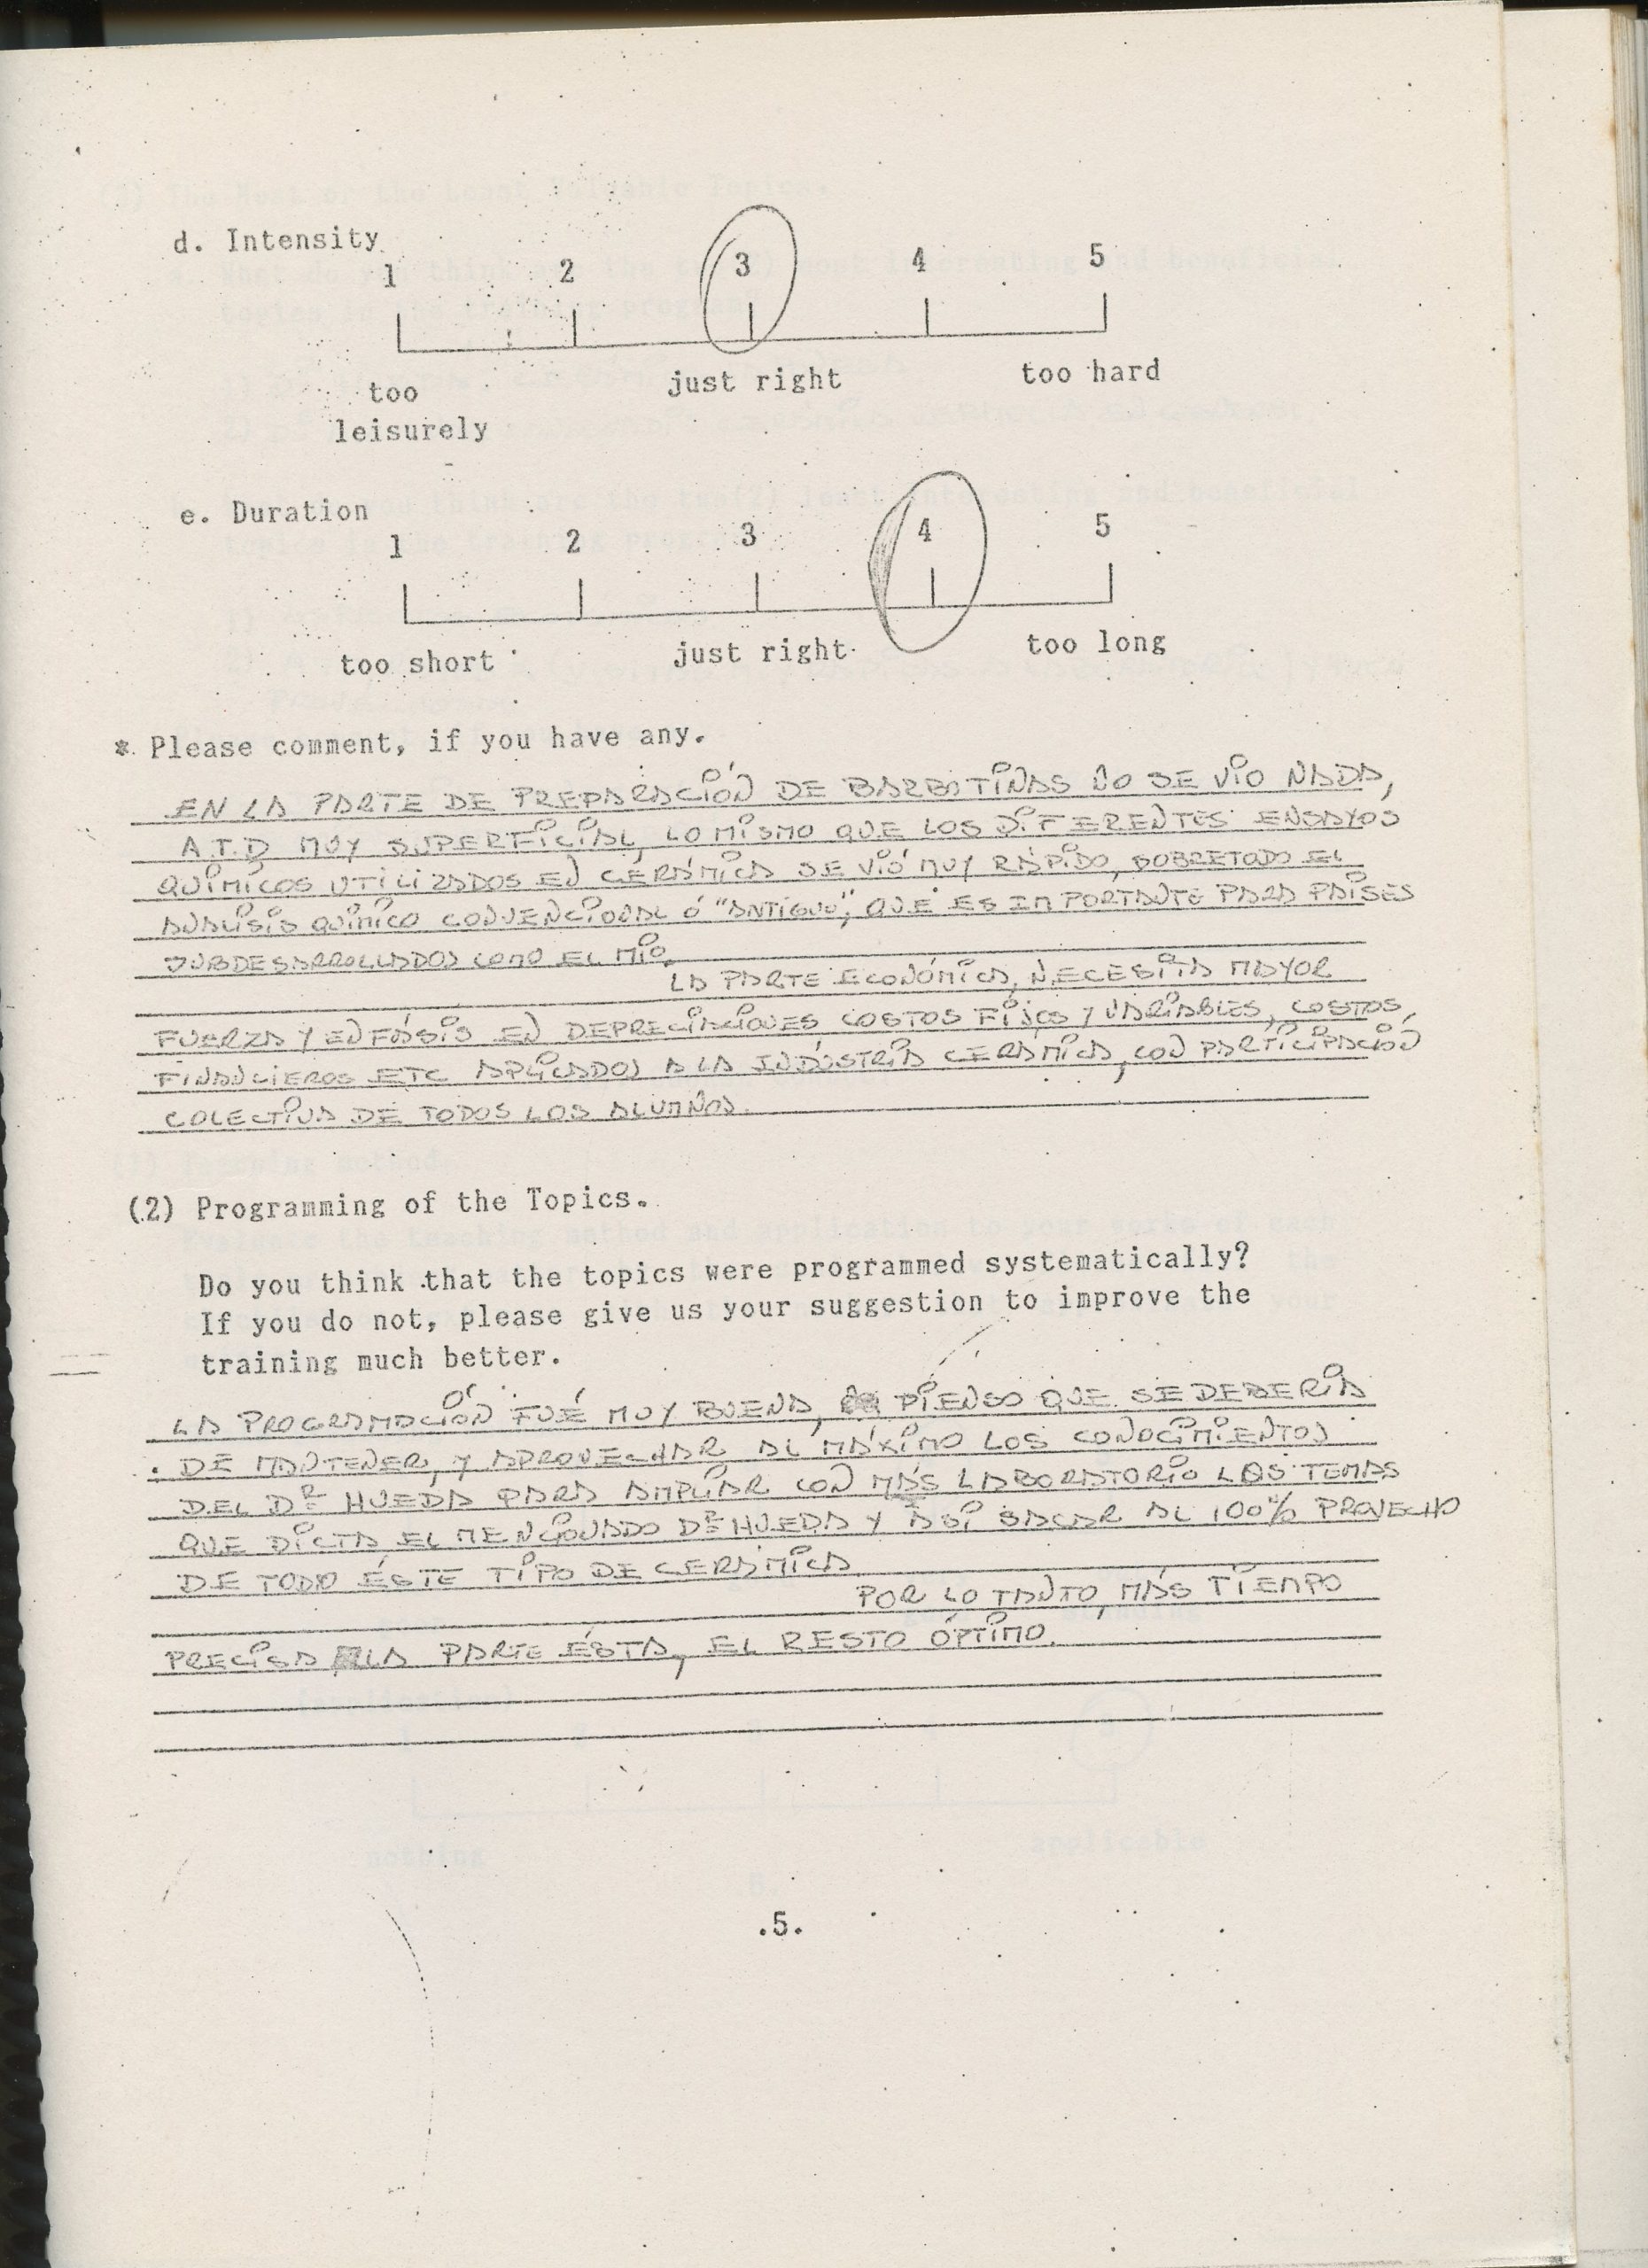 d. Intensity
1 2 3 4 5
too just right too hard
leisurely
e. Duration
1 2 3 4 5
too short just right too long
* Please comment, if you have any.
EN LA PARTE DE PREPARACIÓN DE BARBOTINAS NO SE VIO NADA,
A.T.D MUY SUPERFICIAL, LO MISMO QUE LOS DIFERENTES ENSAYOS
QUÍMICOS UTILIZADOS EN CERÁMICA SE VIÓ MUY RÁPIDO, SOBRETODO EL
ANALISIS QUÍMICO CONVENCIONAL Ó "ANTIGUO", QUE ES IMPORTANTE PARA PAÍSES
SUBDESARROLLADOS COMO EL MIO.
LA PARTE ECONÓMICA, NECESITA MAYOR
FUERZA Y ENFÁSIS EN DEPRECIACIONES COSTOS FIJOS Y VARIABLES, COSTOS,
FINANCIEROS ETC APLICADOS A LA INDÚSTRIA CERÁMICA, CON PARTICIPACIÓN
COLECTIVA DE TODOS LOS ALUMNOS.
(2) Programming of the Topics.
Do you think that the topics were programmed systematically?
If you do not, please give us your suggestion to improve the
training much better.
LA PROGRAMACIÓN FUÉ MUY BUENA, PIENSO QUE SE DEBERIA
DE MANTENER, Y APROVECHAR AL MÁXIMO LOS CONOCIMIENTOS
DEL DR HUEDA PARA AMPLIAR CON MÁS LABORATORIO LOS TEMAS
QUE DICTA EL MENCIONADO DR HUEDA Y ASÍ SACAR AL 100% PROVECHO
DE TODO ÉSTE TIPO DE CERÁMICA
POR LO TANTO, MÁS TIEMPO
PRECISA LA PARTE ÉSTA, EL RESTO ÓPTIMO.
.5.